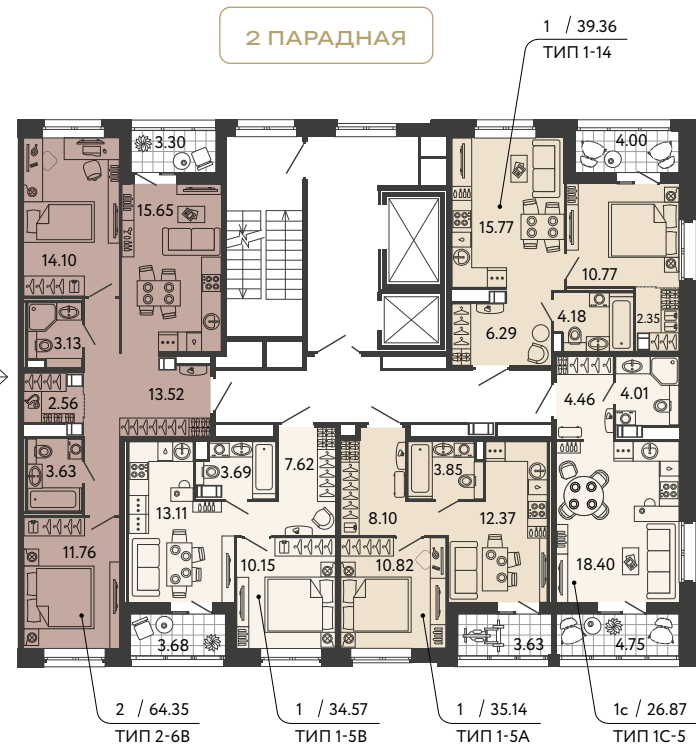 2 ПАРАДНАЯ
1 / 39.36
ТИП 1-14
3.30
4.00
15.65
15.77
14.10
10.77
4.18
2.35
6.29
3.13
13.52
2.56
4.46
4.01
3.63
3.69
7.62
3.85
8.10
13.11
12.37
11.76
10.15
10.82
18.40
3.68
3.63
4.75
2 / 64.35
ТИП 2-6В
1 / 34.57
ТИП 1-5В
1 / 35.14
ТИП 1-5А
1с / 26.87
ТИП 1С-5